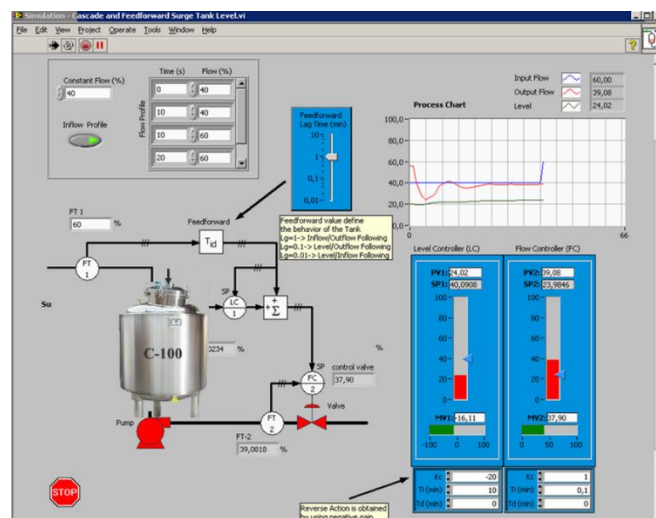 Simulation - Cascade and Feedforward Surge Tank Level.vi
File Edit View Project Operate Tools Window Help
Constant Flow (%)
40
Inflow Profile
Flow Profile
Time (s) Flow (%)
0 40
10 40
10 60
20 60
Feedforward
Lag Time (min)
10
1
0,1
0,01
Feedforward value define
the behavior of the Tank
Lg=1-> Inflow/Outflow Following
Lg=0.1-> Level/Outflow Following
Lg=0.01-> Level/Inflow Following
Input Flow 60,00
Output Flow 39,08
Level 24,02
Process Chart
100,0
80,0
60,0
40,0
20,0
0 66
FT 1
60 %
Feedforward
Tld
FT
1
Su
SP
LC
1
+
+
Σ
C-100
0234 %
%
SP
FC
2
control valve
37,90 %
Valve
Pump
FT
2
FT-2
39,0810 %
STOP
Level Controller (LC)
PV1: 24,02
SP1: 40,0908
100
80
60
40
20
0
MV1: -16,11
-100 0 100
Kc -20
Ti (min) 10
Td (min) 0
Flow Controller (FC)
PV2: 39,08
SP2: 23,9846
100
80
60
40
20
0
MV2: 37,90
0 50 100
Kc 1
Ti (min) 0,1
Td (min) 0
Reverse Action is obtained
by using negative gain